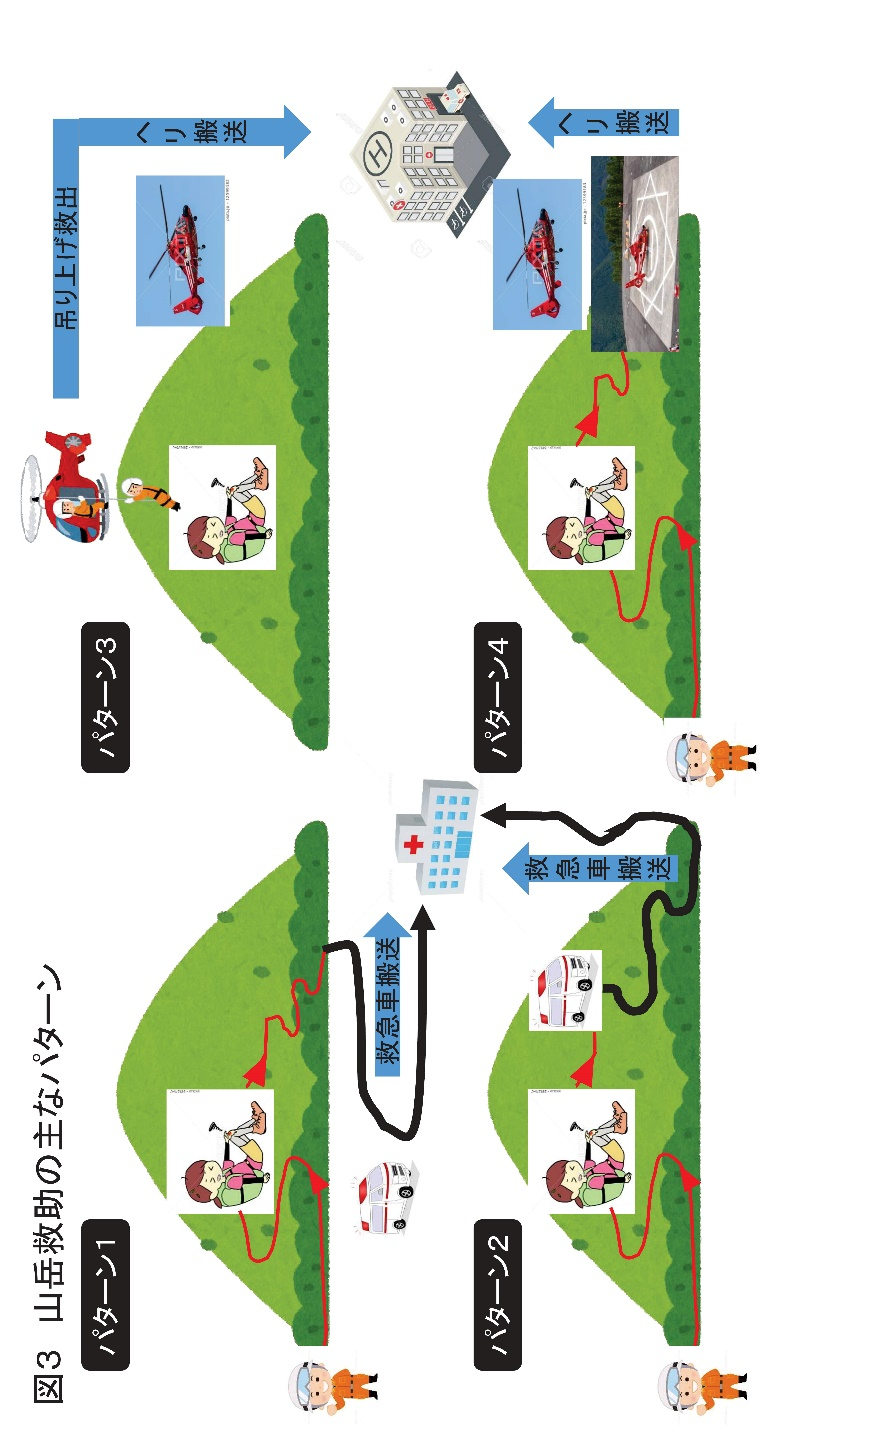 図3 山岳救助の主なパターン
パターン1
救急車搬送
パターン2
救急車搬送
パターン3
吊り上げ救出
ヘリ搬送
H
パターン4
ヘリ搬送